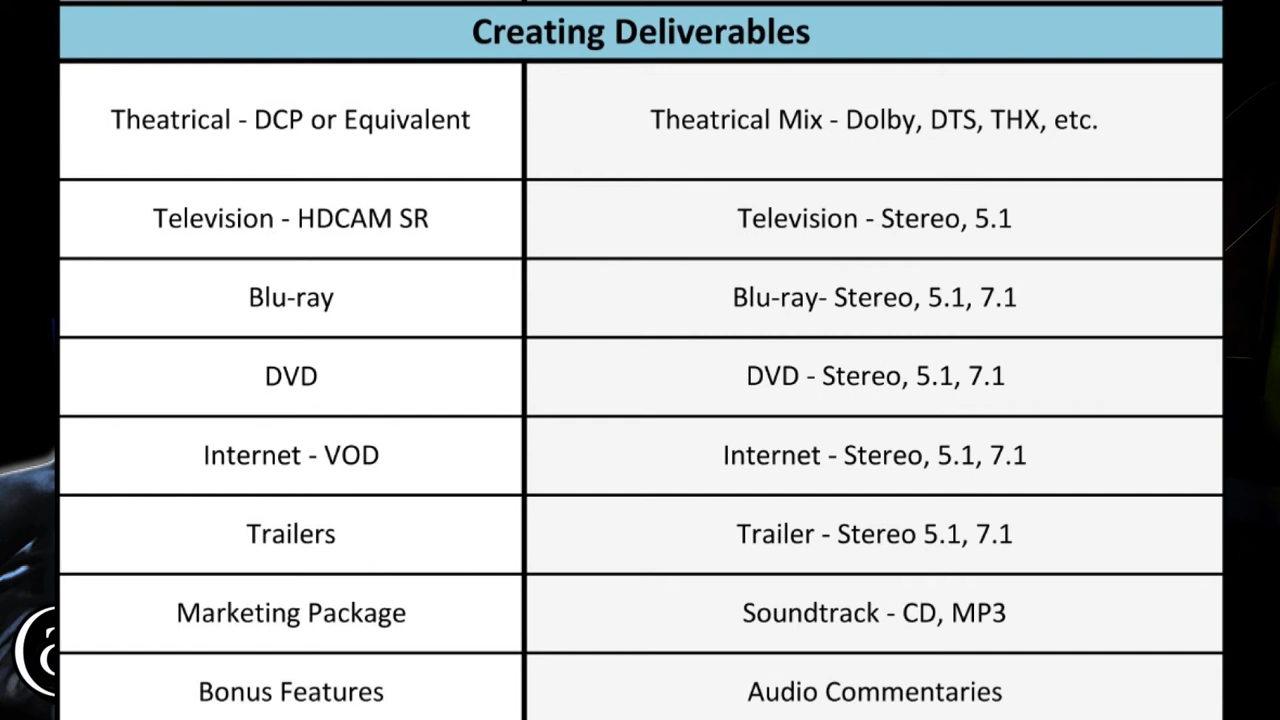 Creating Deliverables
Theatrical - DCP or Equivalent
Theatrical Mix - Dolby, DTS, THX, etc.
Television - HDCAM SR
Television - Stereo, 5.1
Blu-ray
Blu-ray- Stereo, 5.1, 7.1
DVD
DVD - Stereo, 5.1, 7.1
Internet - VOD
Internet - Stereo, 5.1, 7.1
Trailers
Trailer - Stereo 5.1, 7.1
Marketing Package
Soundtrack - CD, MP3
Bonus Features
Audio Commentaries